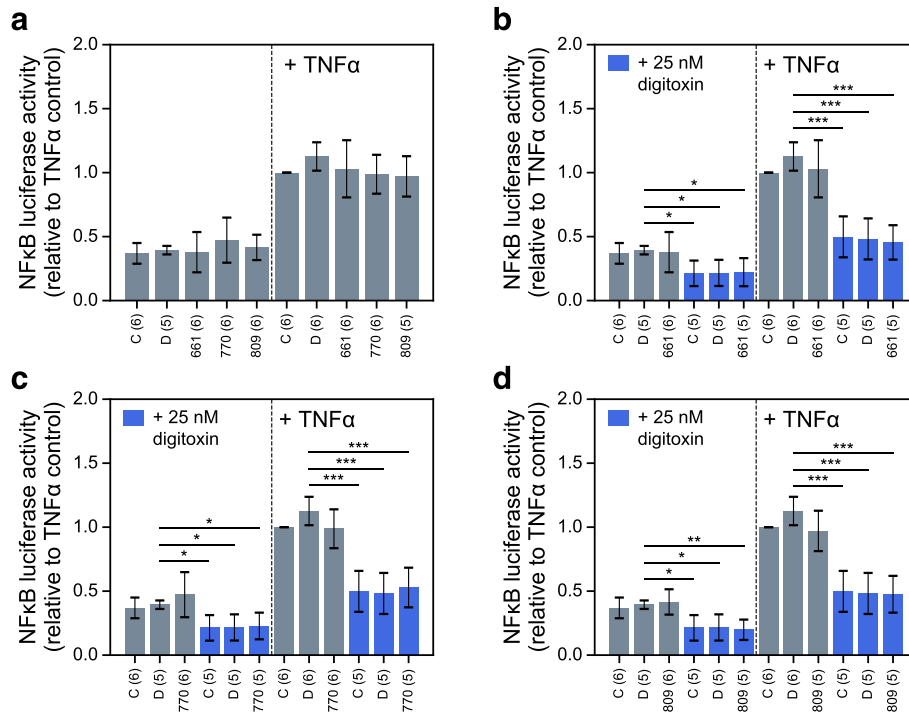 a
NFκB luciferase activity
(relative to TNFα control)
2.0
1.5
1.0
0.5
0.0
+ TNFα
C (6)
D (5)
661 (6)
770 (6)
809 (6)
C (6)
D (6)
661 (6)
770 (6)
809 (5)
b
NFκB luciferase activity
(relative to TNFα control)
2.0
1.5
1.0
0.5
0.0
+ 25 nM
digitoxin
+ TNFα
***
***
***
*
*
*
C (6)
D (5)
661 (6)
C (5)
D (5)
661 (5)
C (6)
D (6)
661 (6)
C (5)
D (5)
661 (5)
c
NFκB luciferase activity
(relative to TNFα control)
2.0
1.5
1.0
0.5
0.0
+ 25 nM
digitoxin
+ TNFα
***
***
***
*
*
*
C (6)
D (5)
770 (6)
C (5)
D (5)
770 (5)
C (6)
D (6)
770 (6)
C (5)
D (5)
770 (5)
d
NFκB luciferase activity
(relative to TNFα control)
2.0
1.5
1.0
0.5
0.0
+ 25 nM
digitoxin
+ TNFα
***
***
***
**
*
*
C (6)
D (5)
809 (6)
C (5)
D (5)
809 (5)
C (6)
D (6)
809 (5)
C (5)
D (5)
809 (5)